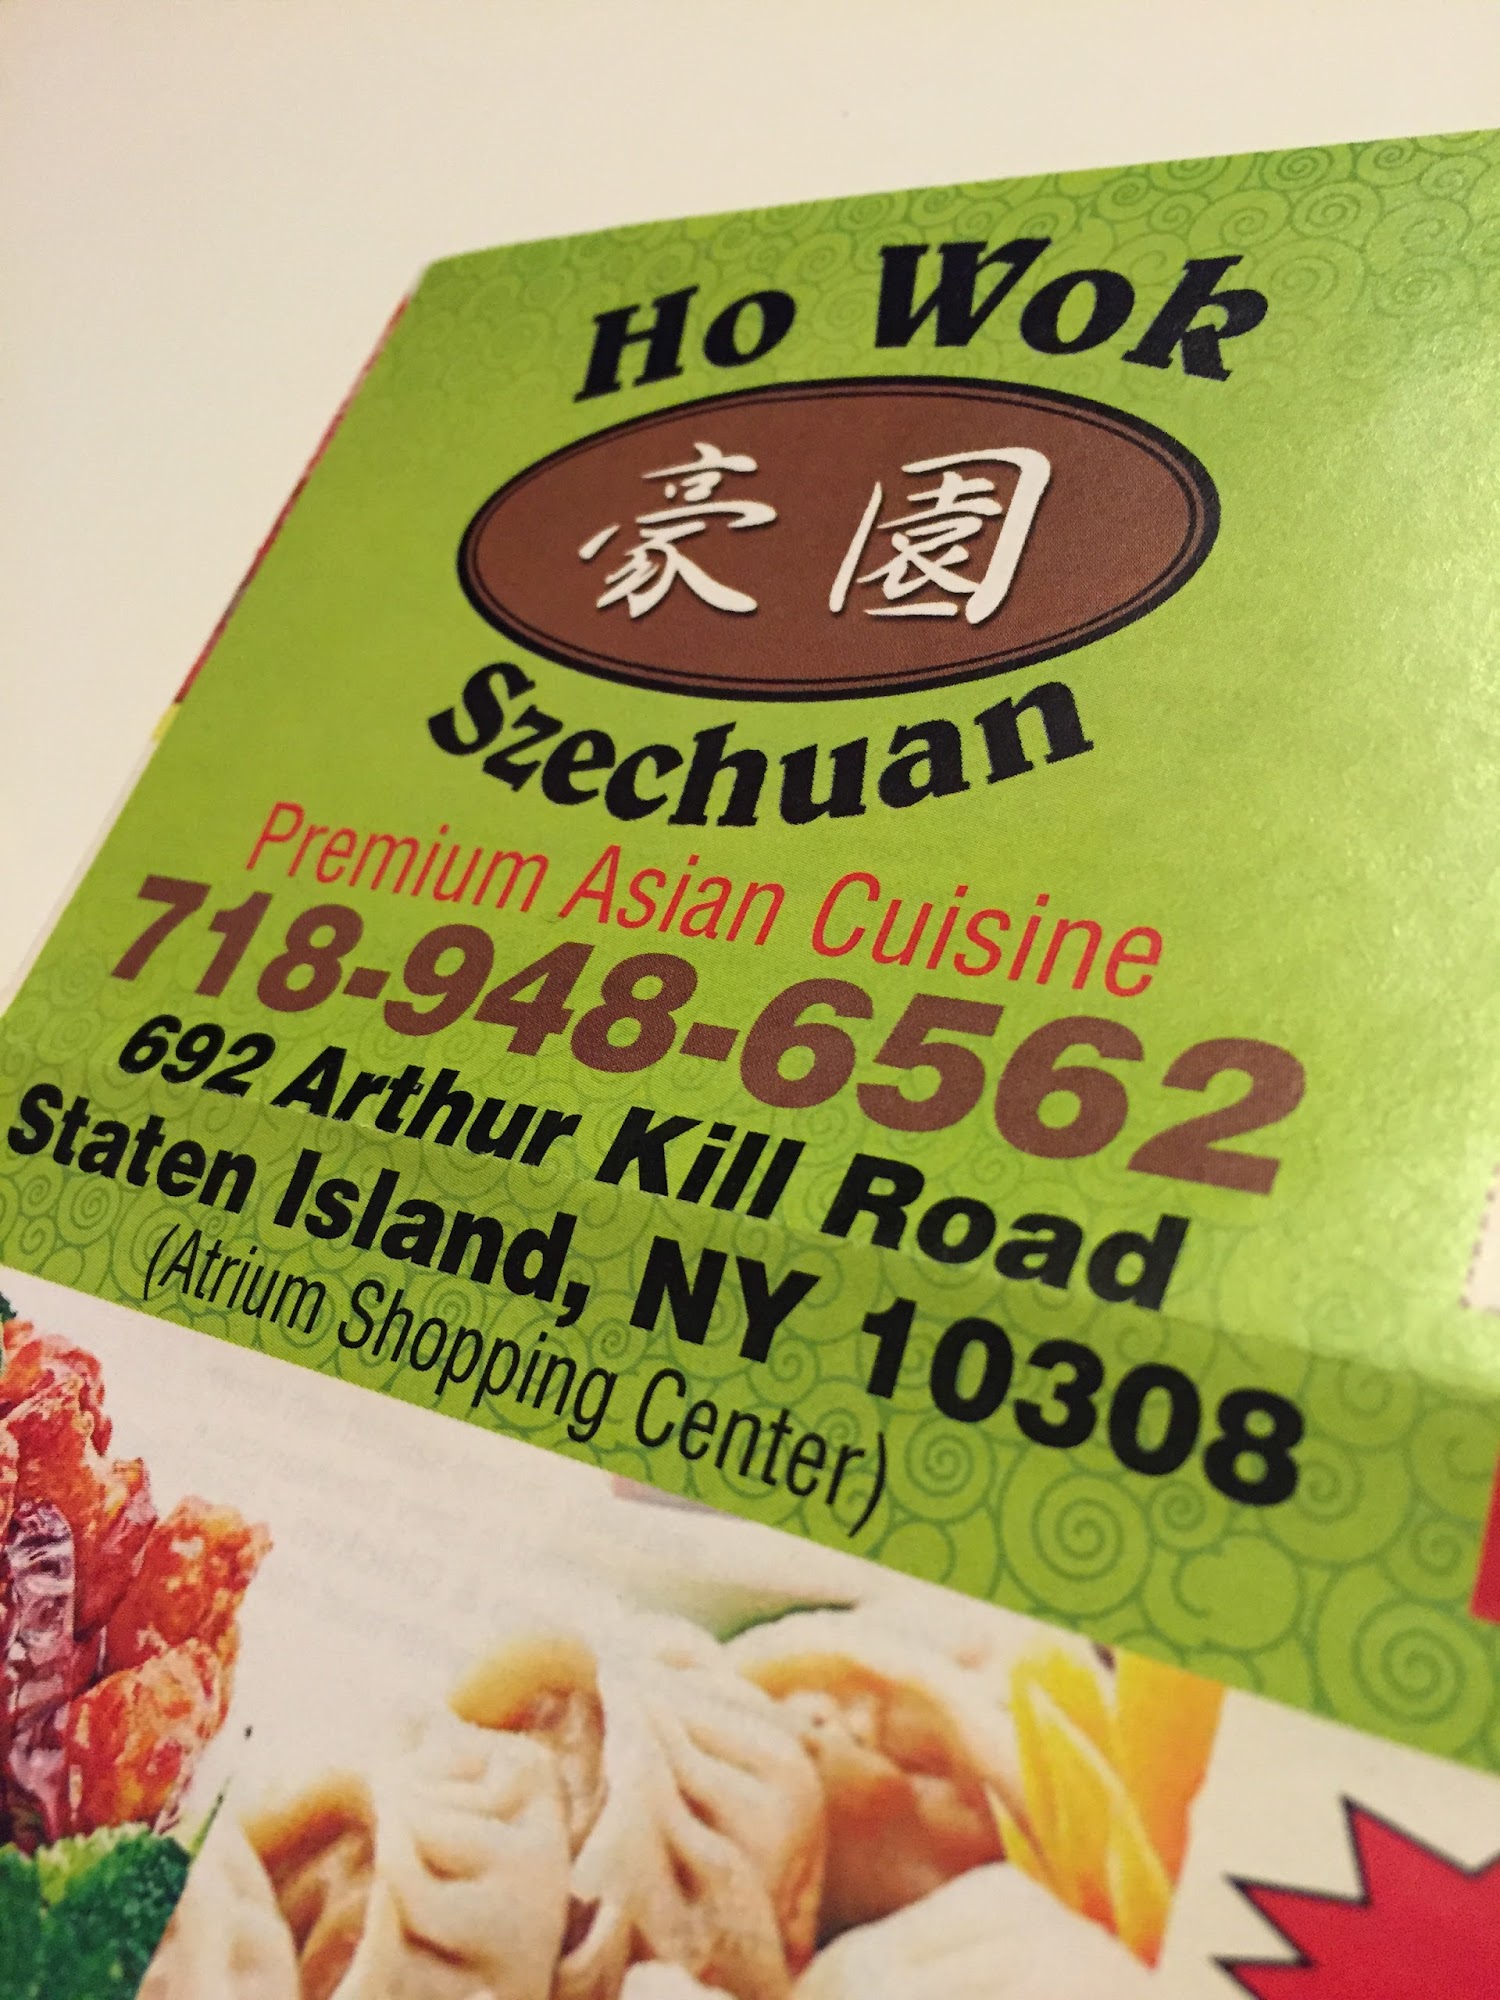 Ho Wok
豪園
Szechuan
Premium Asian Cuisine
718-948-6562
692 Arthur Kill Road
Staten Island, NY 10308
(Atrium Shopping Center)